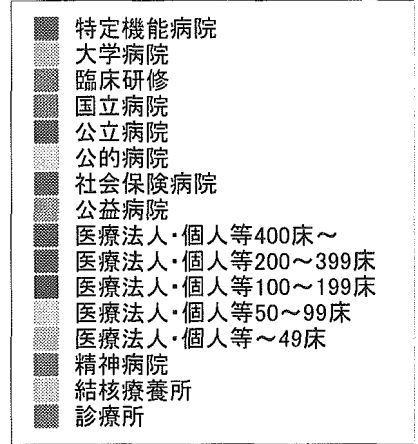 特定機能病院
大学病院
臨床研修
国立病院
公立病院
公的病院
社会保険病院
公益病院
医療法人・個人等400床～
医療法人・個人等200～399床
医療法人・個人等100～199床
医療法人・個人等50～99床
医療法人・個人等～49床
精神病院
結核療養所
診療所